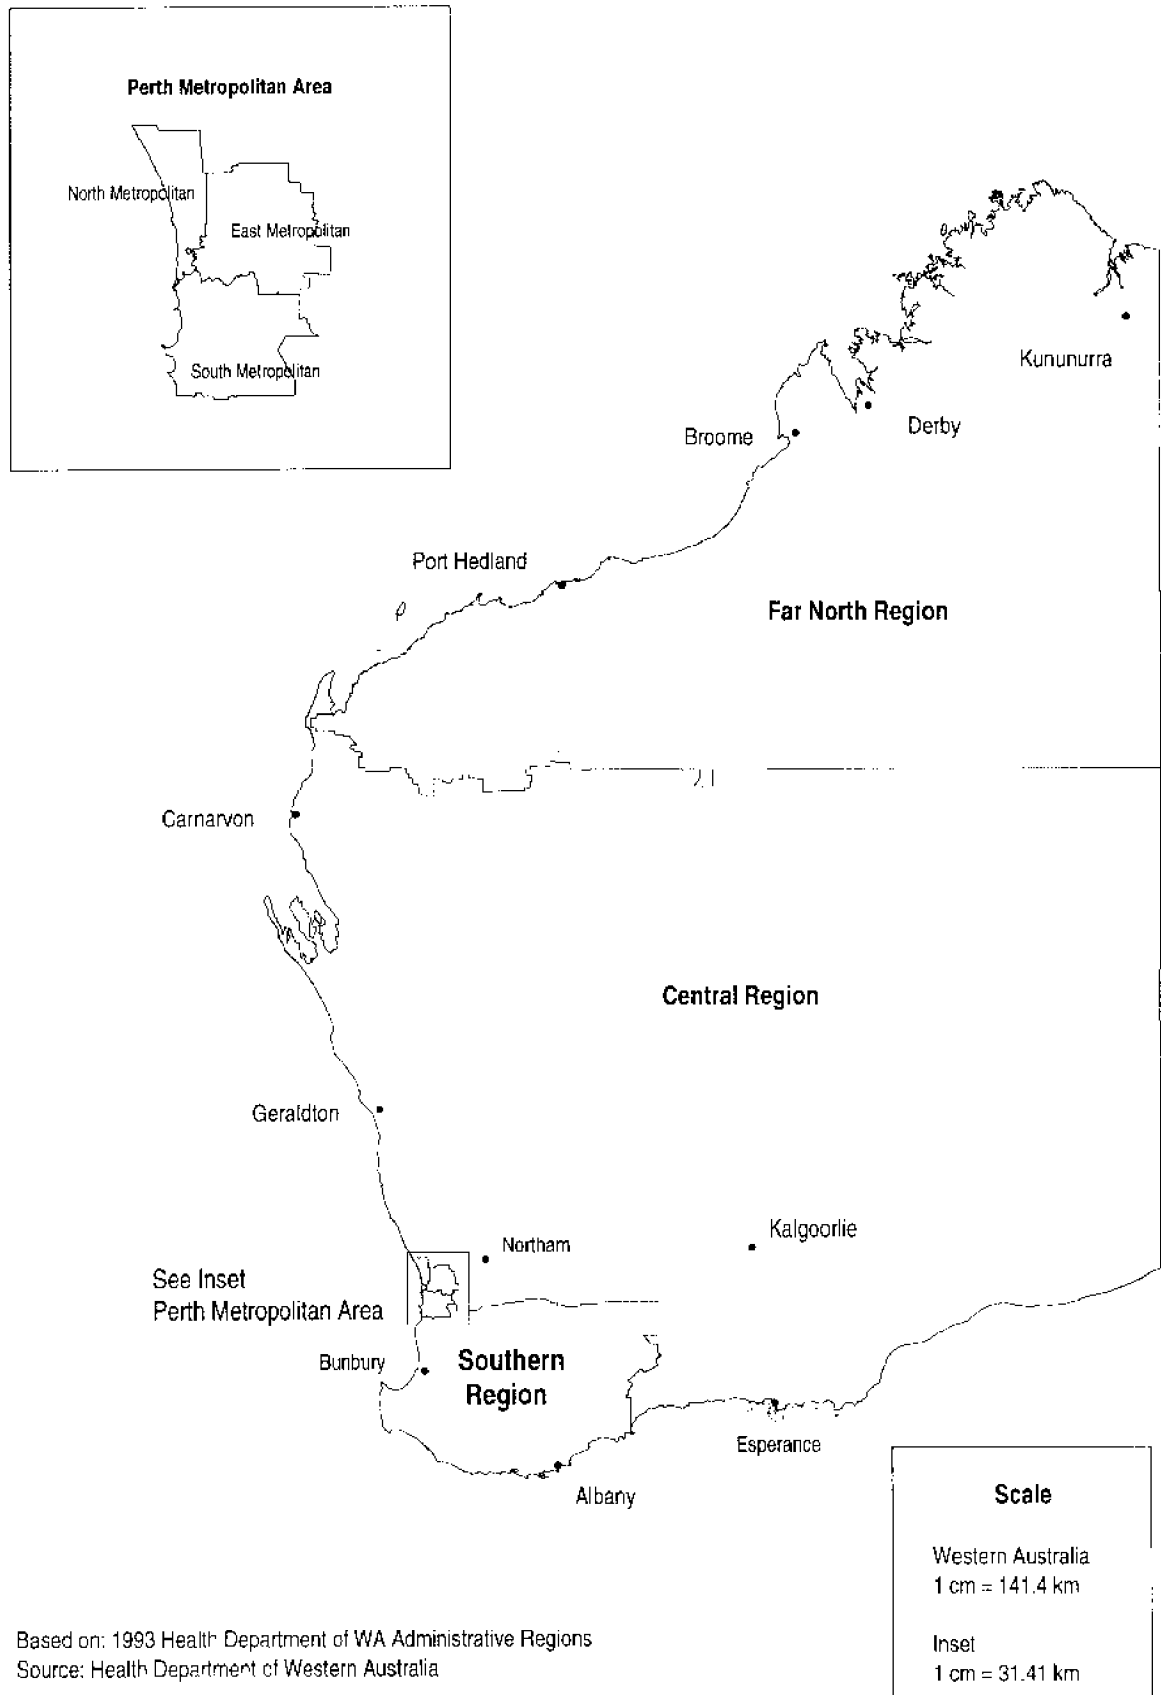 Perth Metropolitan Area
North Metropolitan
East Metropolitan
South Metropolitan
Kununurra
Derby
Broome
Port Hedland
Far North Region
Carnarvon
Central Region
Geraldton
Northam
Kalgoorlie
See Inset
Perth Metropolitan Area
Bunbury
Southern
Region
Esperance
Albany
Scale
Western Australia
1 cm = 141.4 km
Inset
1 cm = 31.41 km
Based on: 1993 Health Department of WA Administrative Regions
Source: Health Department of Western Australia